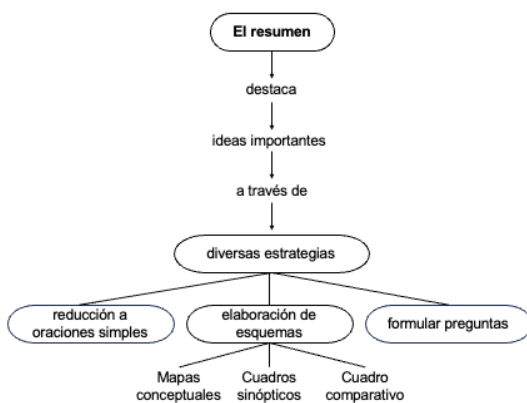 El resumen
destaca
ideas importantes
a través de
diversas estrategias
reducción a
oraciones simples
elaboración de
esquemas
formular preguntas
Mapas
conceptuales
Cuadros
sinópticos
Cuadro
comparativo